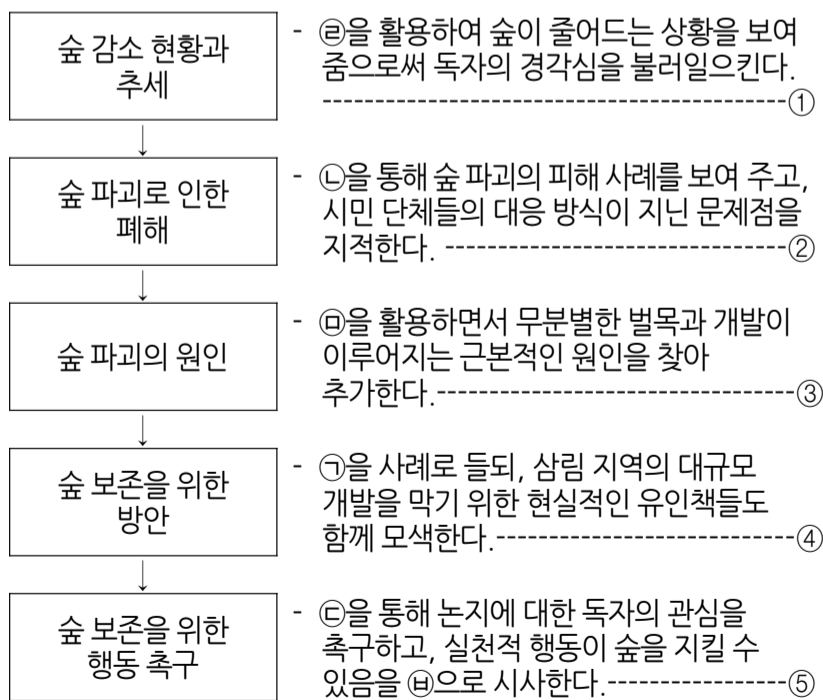 숲 감소 현황과
추세
- ㉣을 활용하여 숲이 줄어드는 상황을 보여
줌으로써 독자의 경각심을 불러일으킨다.
--------------------------------------------①
↓
숲 파괴로 인한
폐해
- ㉡을 통해 숲 파괴의 피해 사례를 보여 주고,
시민 단체들의 대응 방식이 지닌 문제점을
지적한다. --------------------------------②
↓
숲 파괴의 원인
- ㉤을 활용하면서 무분별한 벌목과 개발이
이루어지는 근본적인 원인을 찾아
추가한다.----------------------------------③
↓
숲 보존을 위한
방안
- ㉠을 사례로 들되, 삼림 지역의 대규모
개발을 막기 위한 현실적인 유인책들도
함께 모색한다.----------------------------④
↓
숲 보존을 위한
행동 촉구
- ㉢을 통해 논지에 대한 독자의 관심을
촉구하고, 실천적 행동이 숲을 지킬 수
있음을 ㉥으로 시사한다.-----------------⑤